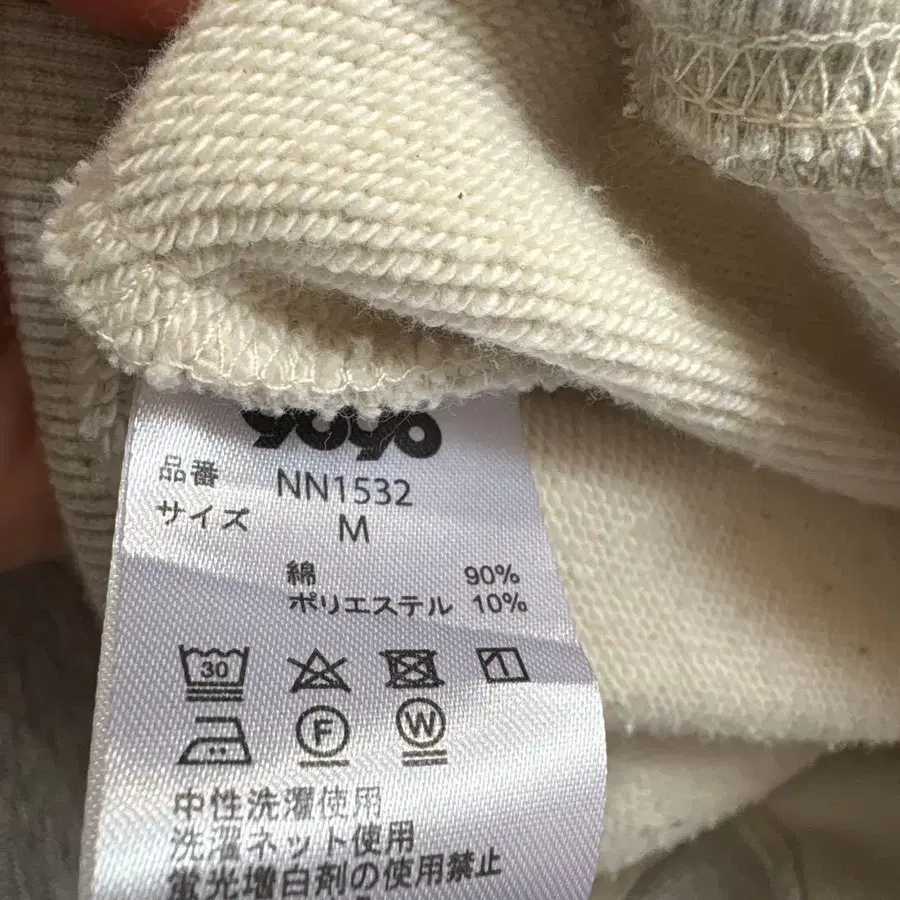 品番 NN1532
サイズ M
綿 90%
ポリエステル 10%
30
F W
中性洗濯使用
洗濯ネット使用
蛍光増白剤の使用禁止